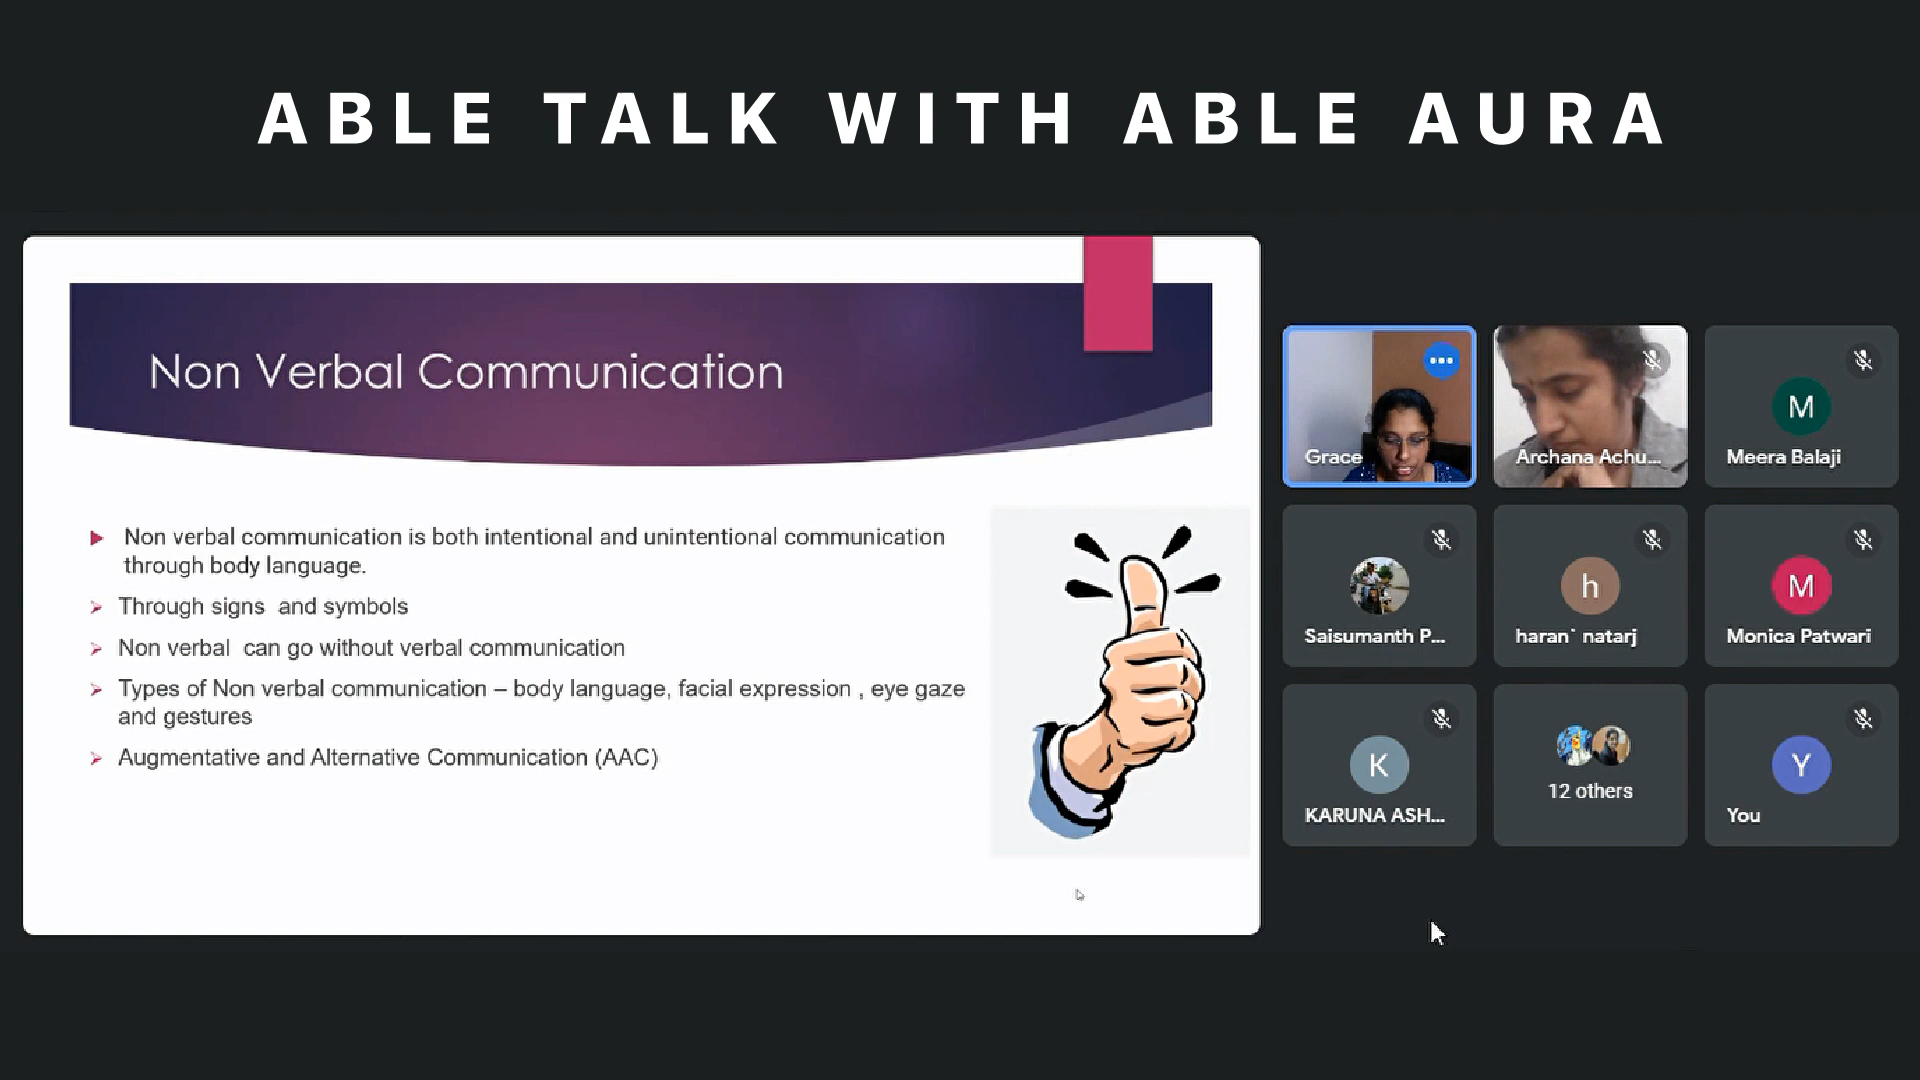 ABLE TALK WITH ABLE AURA
Non Verbal Communication
Non verbal communication is both intentional and unintentional communication
through body language.
Through signs and symbols
Non verbal can go without verbal communication
Types of Non verbal communication – body language, facial expression , eye gaze
and gestures
Augmentative and Alternative Communication (AAC)
Grace
Archana Achu...
M
Meera Balaji
Saisumanth P...
h
haran` natarj
M
Monica Patwari
K
KARUNA ASH...
12 others
Y
You